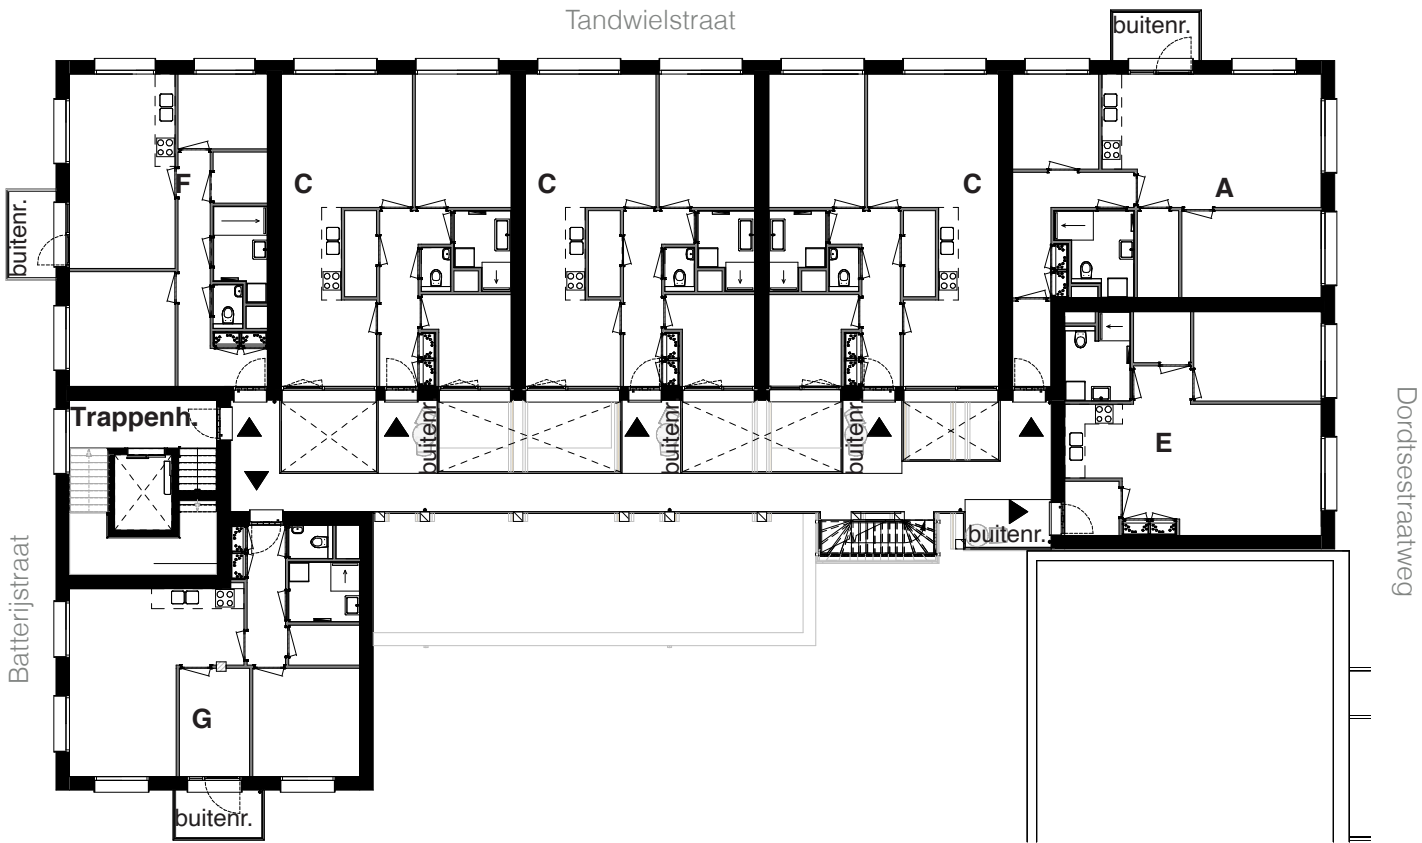 Tandwielstraat
buitenr.
F
C
C
C
A
buitenr.
Trappenh.
buitenr.
buitenr.
buitenr.
E
Dordtsestraatweg
buitenr.
Batterijstraat
G
buitenr.